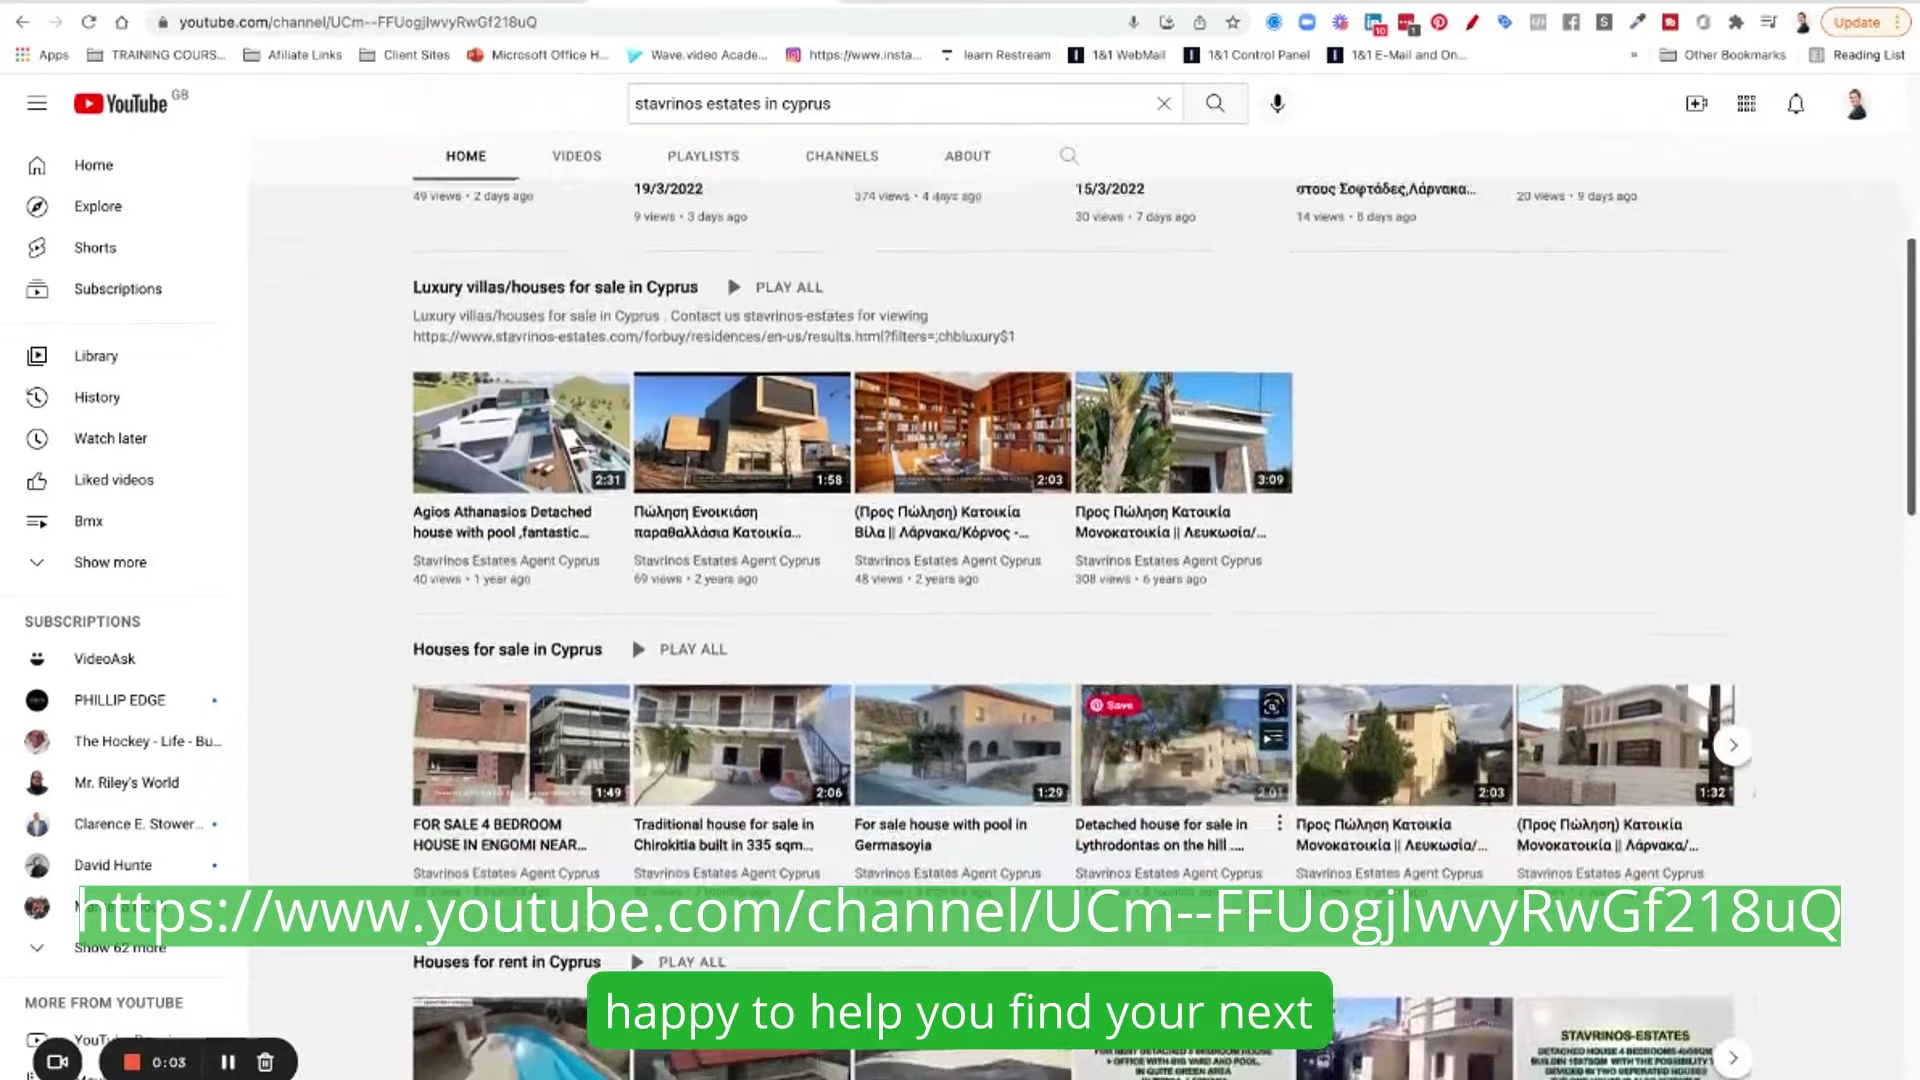 youtube.com/channel/UCm--FFUogjIwvyRwGf218uQ
Update
Apps
TRAINING COURS...
Afiliate Links
Client Sites
Microsoft Office H...
Wave.video Acade...
https://www.insta...
learn Restream
1&1 WebMail
1&1 Control Panel
1&1 E-Mail and On...
»
Other Bookmarks
Reading List
YouTube GB
stavrinos estates in cyprus
HOME
VIDEOS
PLAYLISTS
CHANNELS
ABOUT
Home
Explore
Shorts
Subscriptions
Library
History
Watch later
Liked videos
Bmx
Show more
SUBSCRIPTIONS
VideoAsk
PHILLIP EDGE
The Hockey - Life - Bu...
Mr. Riley's World
Clarence E. Stower...
David Hunte
Show 62 more
MORE FROM YOUTUBE
0:03
49 views • 2 days ago
19/3/2022
9 views • 3 days ago
374 views • 4 days ago
15/3/2022
30 views • 7 days ago
στους Σοφτάδες,Λάρνακα...
14 views • 8 days ago
20 views • 9 days ago
Luxury villas/houses for sale in Cyprus
PLAY ALL
Luxury villas/houses for sale in Cyprus . Contact us stavrinos-estates for viewing
https://www.stavrinos-estates.com/forbuy/residences/en-us/results.html?filters=;chbluxury$1
2:31
1:58
2:03
3:09
Agios Athanasios Detached
house with pool ,fantastic...
Stavrinos Estates Agent Cyprus
40 views • 1 year ago
Πώληση Ενοικιάση
παραθαλλάσια Κατοικία...
Stavrinos Estates Agent Cyprus
69 views • 2 years ago
(Προς Πώληση) Κατοικία
Βίλα || Λάρνακα/Κόρνος -...
Stavrinos Estates Agent Cyprus
48 views • 2 years ago
Προς Πώληση Κατοικία
Μονοκατοικία || Λευκωσία/...
Stavrinos Estates Agent Cyprus
308 views • 6 years ago
Houses for sale in Cyprus
PLAY ALL
Save
1:49
2:06
1:29
2:01
2:03
1:32
FOR SALE 4 BEDROOM
HOUSE IN ENGOMI NEAR...
Stavrinos Estates Agent Cyprus
Traditional house for sale in
Chirokitia built in 335 sqm...
Stavrinos Estates Agent Cyprus
For sale house with pool in
Germasoyia
Stavrinos Estates Agent Cyprus
Detached house for sale in
Lythrodontas on the hill ....
Stavrinos Estates Agent Cyprus
Προς Πώληση Κατοικία
Μονοκατοικία || Λευκωσία/...
Stavrinos Estates Agent Cyprus
(Προς Πώληση) Κατοικία
Μονοκατοικία || Λάρνακα/...
Stavrinos Estates Agent Cyprus
https://www.youtube.com/channel/UCm--FFUogjIwvyRwGf218uQ
Houses for rent in Cyprus
PLAY ALL
happy to help you find your next
STAVRINOS-ESTATES